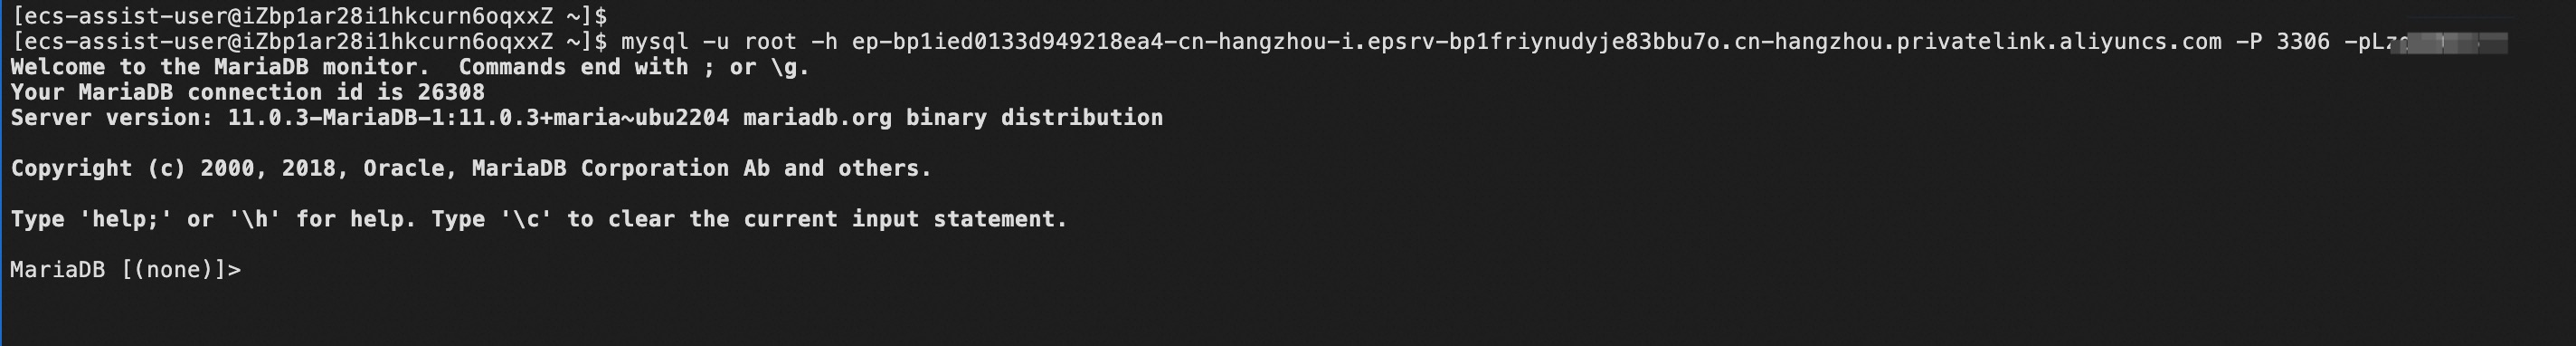 [ecs-assist-user@iZbp1ar28i1hkcurn6oqxxZ ~]$
[ecs-assist-user@iZbp1ar28i1hkcurn6oqxxZ ~]$ mysql -u root -h ep-bp1ied0133d949218ea4-cn-hangzhou-i.epsrv-bp1friynudyje83bbu7o.cn-hangzhou.privatelink.aliyuncs.com -P 3306
Welcome to the MariaDB monitor.  Commands end with ; or \g.
Your MariaDB connection id is 26308
Server version: 11.0.3-MariaDB-1:11.0.3+maria~ubu2204 mariadb.org binary distribution
Copyright (c) 2000, 2018, Oracle, MariaDB Corporation Ab and others.
Type 'help;' or '\h' for help. Type '\c' to clear the current input statement.
MariaDB [(none)]>